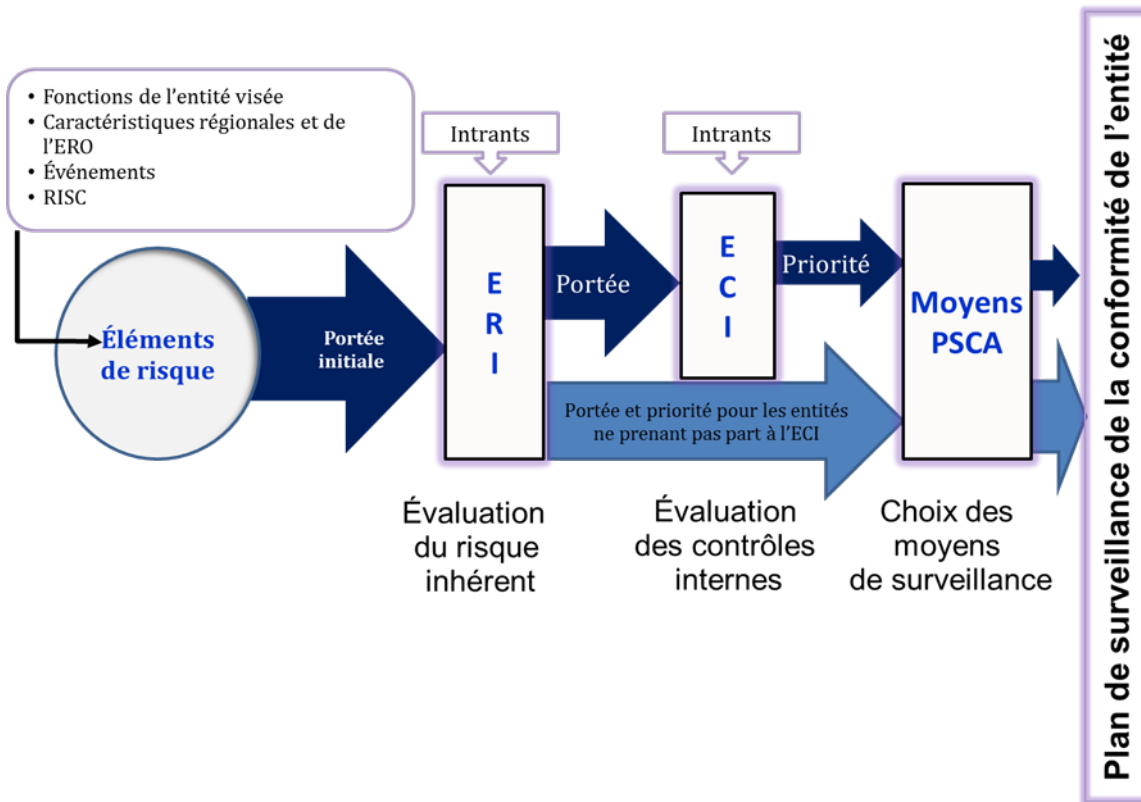 • Fonctions de l'entité visée
• Caractéristiques régionales et de
l'ERO
• Événements
• RISC
Intrants
Intrants
Éléments
de risque
Portée
initiale
E
R
I
Portée
E
C
I
Priorité
Moyens
PSCA
Portée et priorité pour les entités
ne prenant pas part à l'ECI
Évaluation
du risque
inhérent
Évaluation
des contrôles
internes
Choix des
moyens
de surveillance
Plan de surveillance de la conformité de l'entité